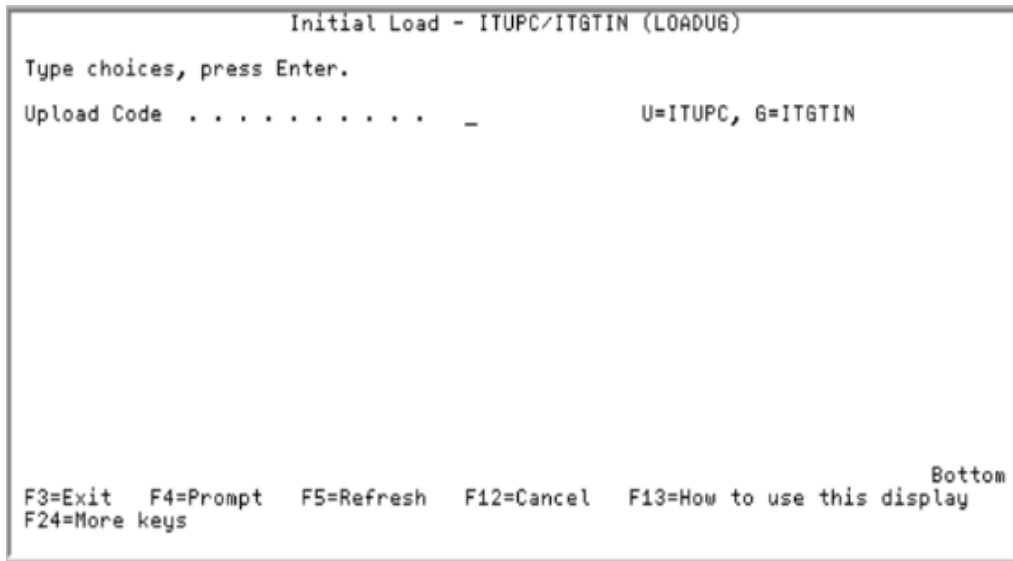 Initial Load - ITUPC/ITGTIN (LOADUG)
Type choices, press Enter.
Upload Code . . . . . . . . . . _ U=ITUPC, G=ITGTIN
Bottom
F3=Exit F4=Prompt F5=Refresh F12=Cancel F13=How to use this display
F24=More keys